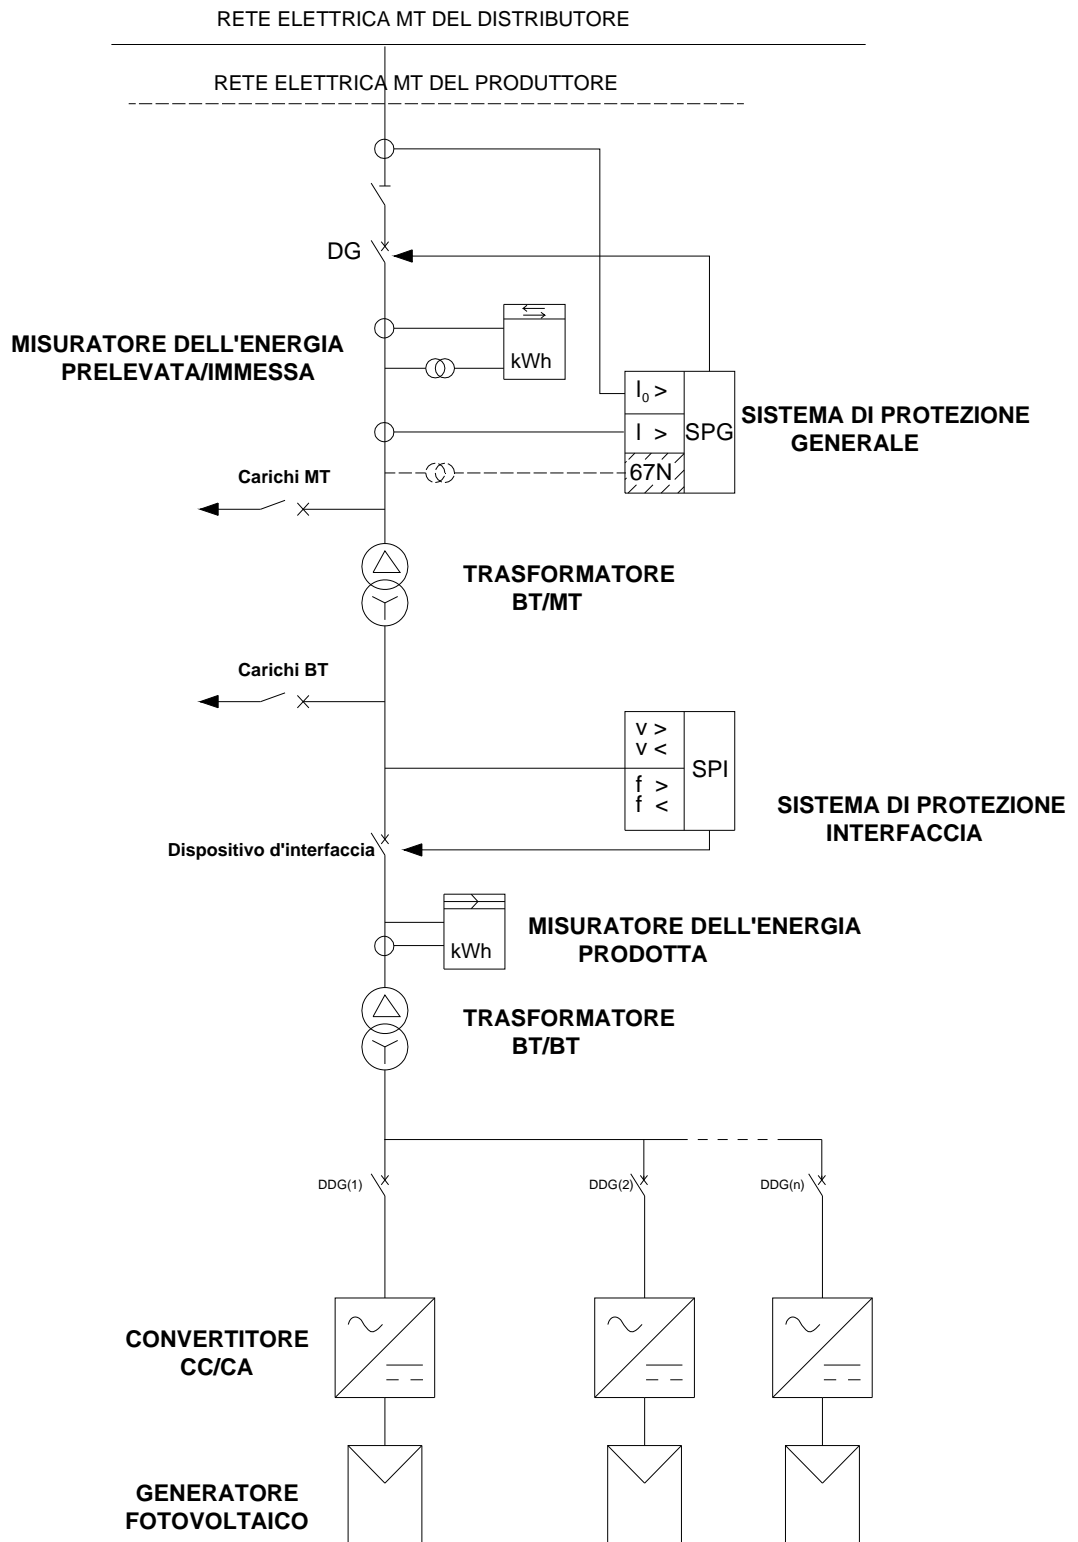 RETE ELETTRICA MT DEL DISTRIBUTORE
RETE ELETTRICA MT DEL PRODUTTORE
DG
MISURATORE DELL'ENERGIA
PRELEVATA/IMMESSA
kWh
I0 >
I >
67N
SPG
SISTEMA DI PROTEZIONE
GENERALE
Carichi MT
TRASFORMATORE
BT/MT
Carichi BT
v >
v <
f >
f <
SPI
SISTEMA DI PROTEZIONE
INTERFACCIA
Dispositivo d'interfaccia
kWh
MISURATORE DELL'ENERGIA
PRODOTTA
TRASFORMATORE
BT/BT
DDG(1)
DDG(2)
DDG(n)
CONVERTITORE
CC/CA
GENERATORE
FOTOVOLTAICO